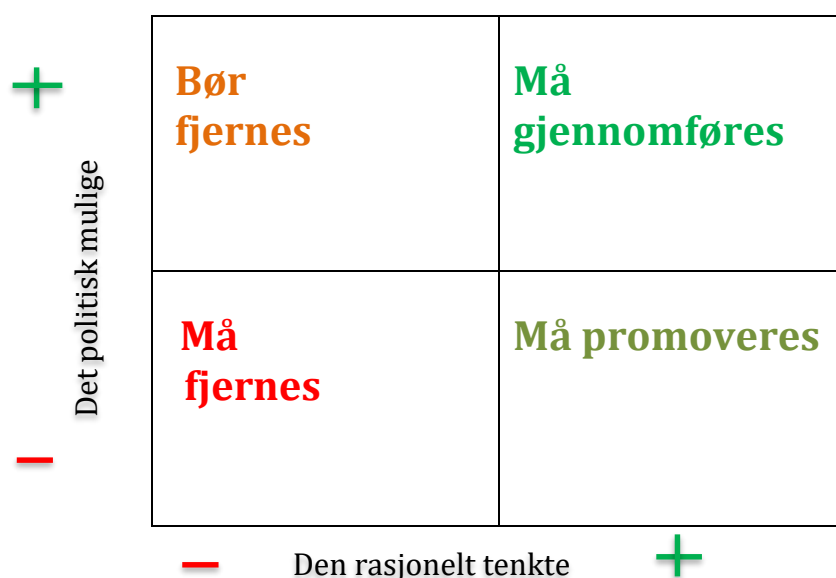 +
Bør
fjernes
Må
gjennomføres
Det politisk mulige
Må
fjernes
Må promoveres
−
−
Den rasjonelt tenkte
+